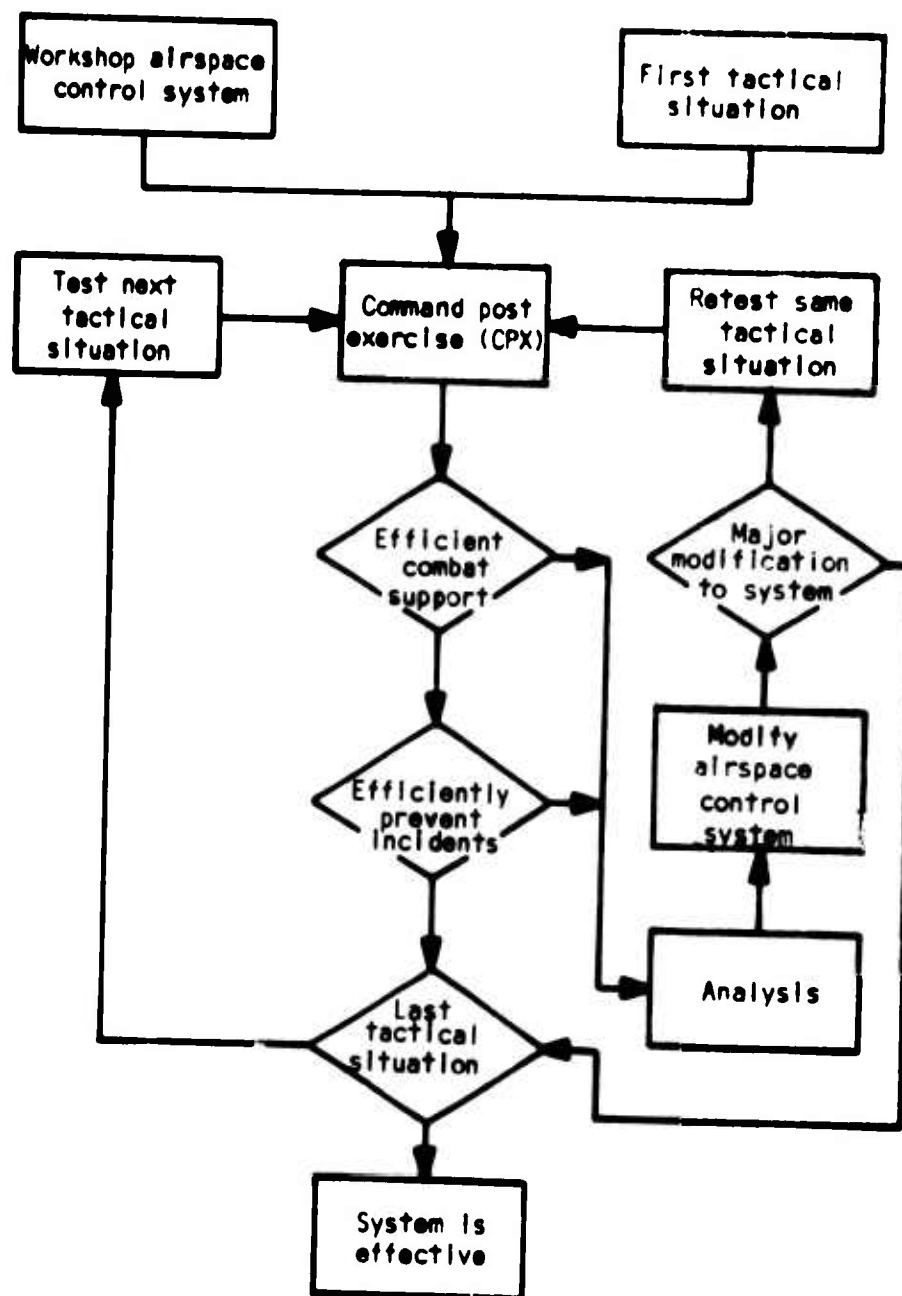 Workshop airspace
control system
First tactical
situation
Test next
tactical
situation
Command post
exercise (CPX)
Retest same
tactical
situation
Efficient
combat
support
Major
modification
to system
Efficiently
prevent
incidents
Modify
airspace
control
system
Last
tactical
situation
Analysis
System is
effective